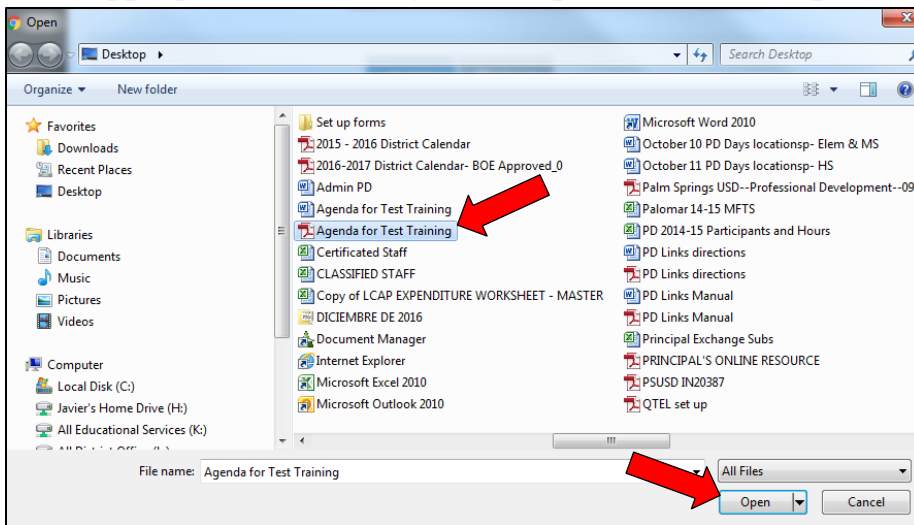 Open
Desktop
Search Desktop
Organize
New folder
Favorites
Downloads
Recent Places
Desktop
Libraries
Documents
Music
Pictures
Videos
Computer
Local Disk (C:)
Javier's Home Drive (H:)
All Educational Services (K:)
Set up forms
2015 - 2016 District Calendar
2016-2017 District Calendar- BOE Approved_0
Admin PD
Agenda for Test Training
Agenda for Test Training
Certificated Staff
CLASSIFIED STAFF
Copy of LCAP EXPENDITURE WORKSHEET - MASTER
DICIEMBRE DE 2016
Document Manager
Internet Explorer
Microsoft Excel 2010
Microsoft Outlook 2010
Microsoft Word 2010
October 10 PD Days locationsp- Elem & MS
October 11 PD Days locationsp- HS
Palm Springs USD--Professional Development--09
Palomar 14-15 MFTS
PD 2014-15 Participants and Hours
PD Links directions
PD Links directions
PD Links Manual
PD Links Manual
Principal Exchange Subs
PRINCIPAL'S ONLINE RESOURCE
PSUSD IN20387
QTEL set up
File name: Agenda for Test Training
All Files
Open
Cancel